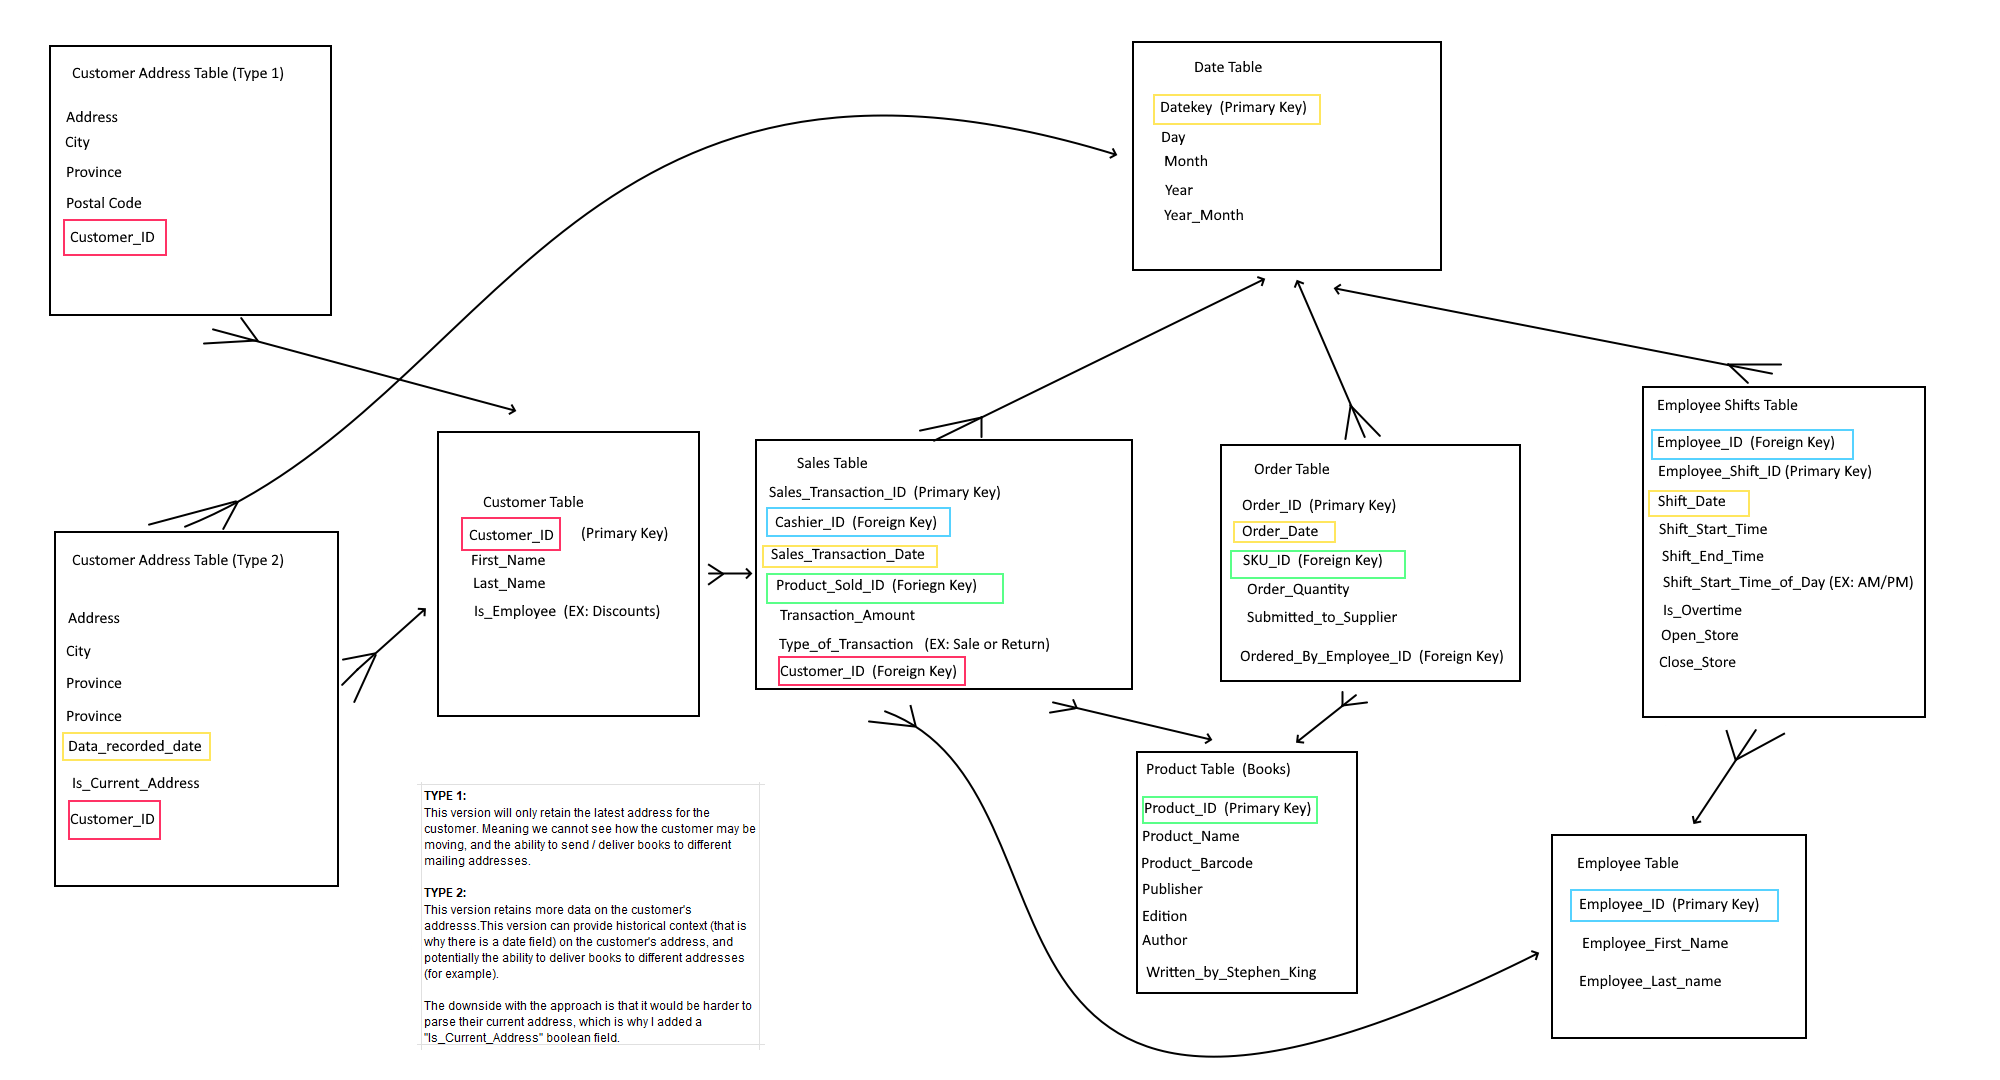 Customer Address Table (Type 1)
Address
City
Province
Postal Code
Customer_ID
Date Table
Datekey (Primary Key)
Day
Month
Year
Year_Month
Customer Address Table (Type 2)
Address
City
Province
Province
Data_recorded_date
Is_Current_Address
Customer_ID
Customer Table
Customer_ID (Primary Key)
First_Name
Last_Name
Is_Employee (EX: Discounts)
Sales Table
Sales_Transaction_ID (Primary Key)
Cashier_ID (Foreign Key)
Sales_Transaction_Date
Product_Sold_ID (Foriegn Key)
Transaction_Amount
Type_of_Transaction (EX: Sale or Return)
Customer_ID (Foreign Key)
Order Table
Order_ID (Primary Key)
Order_Date
SKU_ID (Foreign Key)
Order_Quantity
Submitted_to_Supplier
Ordered_By_Employee_ID (Foreign Key)
Employee Shifts Table
Employee_ID (Foreign Key)
Employee_Shift_ID (Primary Key)
Shift_Date
Shift_Start_Time
Shift_End_Time
Shift_Start_Time_of_Day (EX: AM/PM)
Is_Overtime
Open_Store
Close_Store
TYPE 1:
This version will only retain the latest address for the
customer. Meaning we cannot see how the customer may be
moving, and the ability to send / deliver books to different
mailing addresses.
TYPE 2:
This version retains more data on the customer's
addresss.This version can provide historical context (that is
why there is a date field) on the customer's address, and
potentially the ability to deliver books to different addresses
(for example).
The downside with the approach is that it would be harder to
parse their current address, which is why I added a
"Is_Current_Address" boolean field.
Product Table (Books)
Product_ID (Primary Key)
Product_Name
Product_Barcode
Publisher
Edition
Author
Written_by_Stephen_King
Employee Table
Employee_ID (Primary Key)
Employee_First_Name
Employee_Last_name